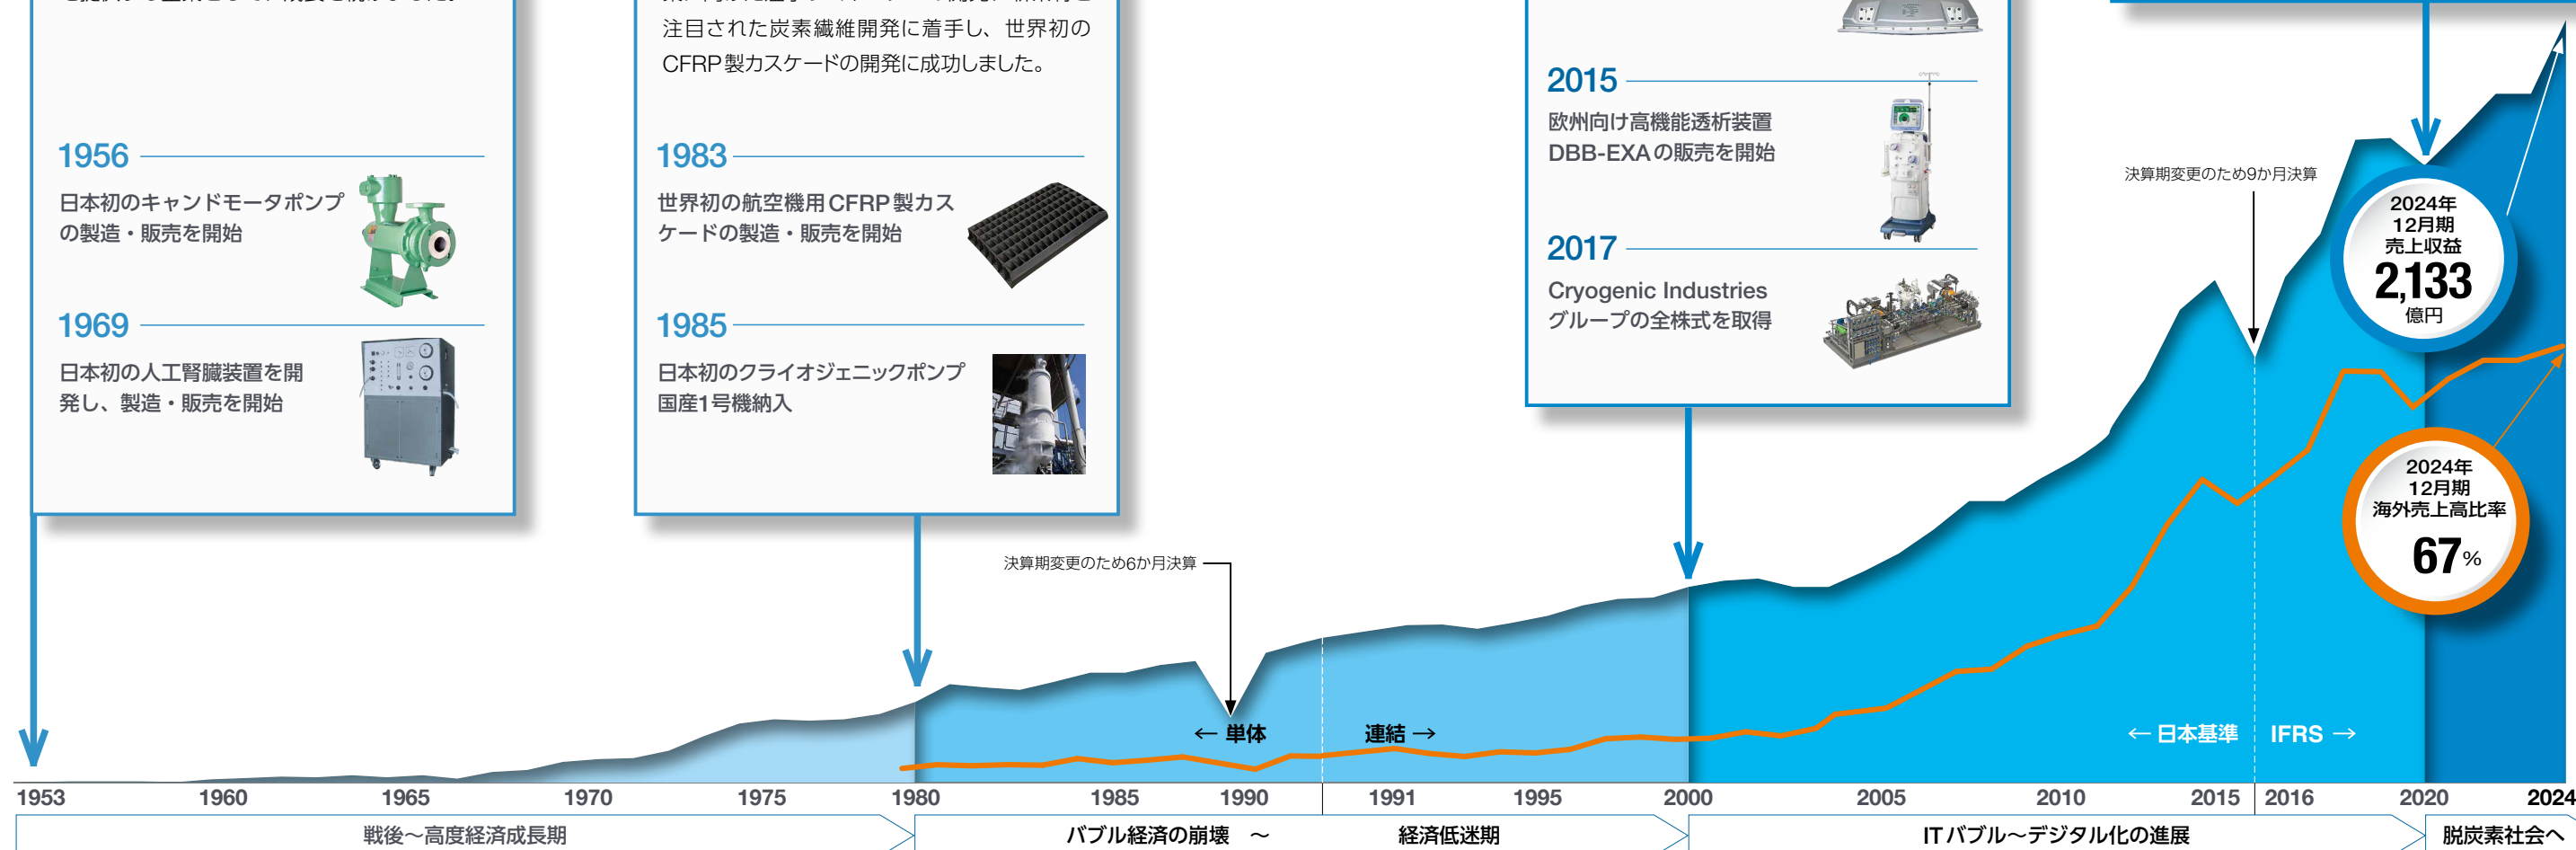 注目された炭素繊維開発に着手し、世界初の
CFRP製カスケードの開発に成功しました。
1956
日本初のキャンドモータポンプ
の製造・販売を開始
1969
日本初の人工腎臓装置を開
発し、製造・販売を開始
1983
世界初の航空機用CFRP製カス
ケードの製造・販売を開始
1985
日本初のクライオジェニックポンプ
国産1号機納入
2015
欧州向け高機能透析装置
DBB-EXAの販売を開始
2017
Cryogenic Industries
グループの全株式を取得
決算期変更のため9か月決算
2024年
12月期
売上収益
2,133
億円
2024年
12月期
海外売上高比率
67%
決算期変更のため6か月決算
← 単体
連結 →
← 日本基準
IFRS →
1953 1960 1965 1970 1975 1980 1985 1990 1991 1995 2000 2005 2010 2015 2016 2020 2024
戦後〜高度経済成長期
バブル経済の崩壊 〜 経済低迷期
ITバブル〜デジタル化の進展
脱炭素社会へ